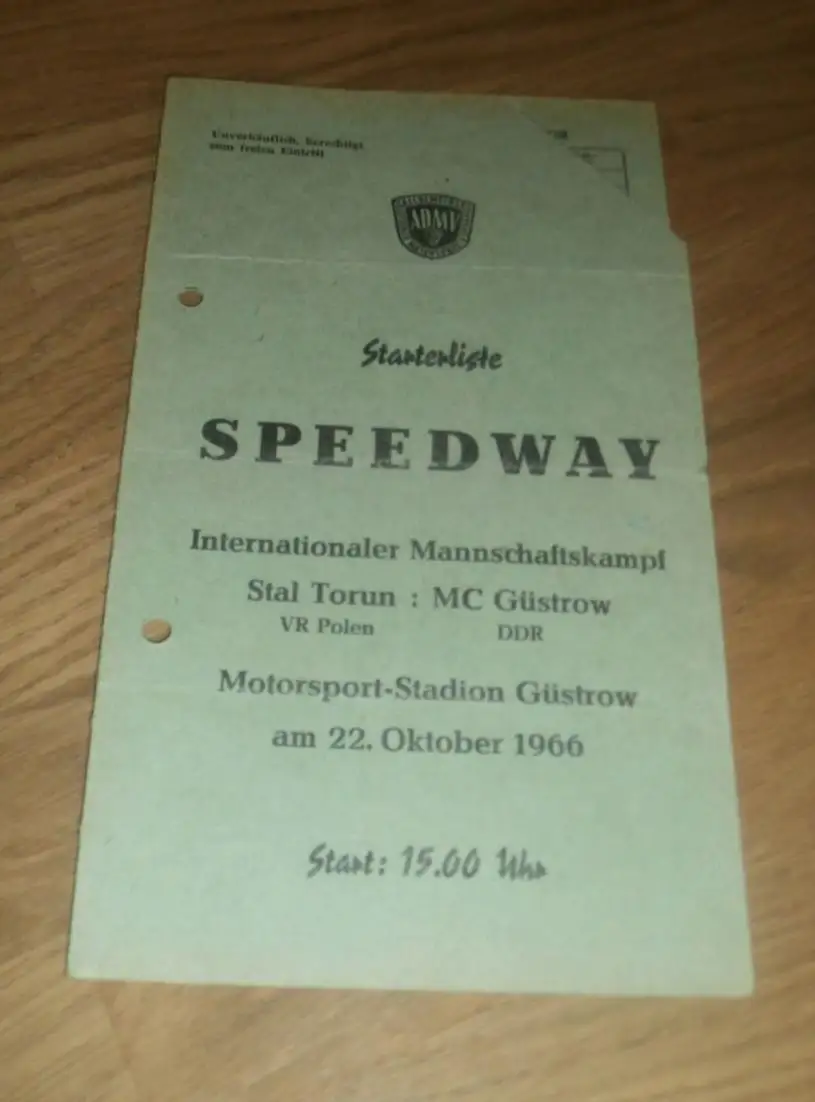 Unverkäuflich, berechtigt
zum freien Eintritt
ADMV
Starterliste
SPEEDWAY
Internationaler Mannschaftskampf
Stal Torun : MC Güstrow
VR Polen DDR
Motorsport-Stadion Güstrow
am 22. Oktober 1966
Start: 15.00 Uhr